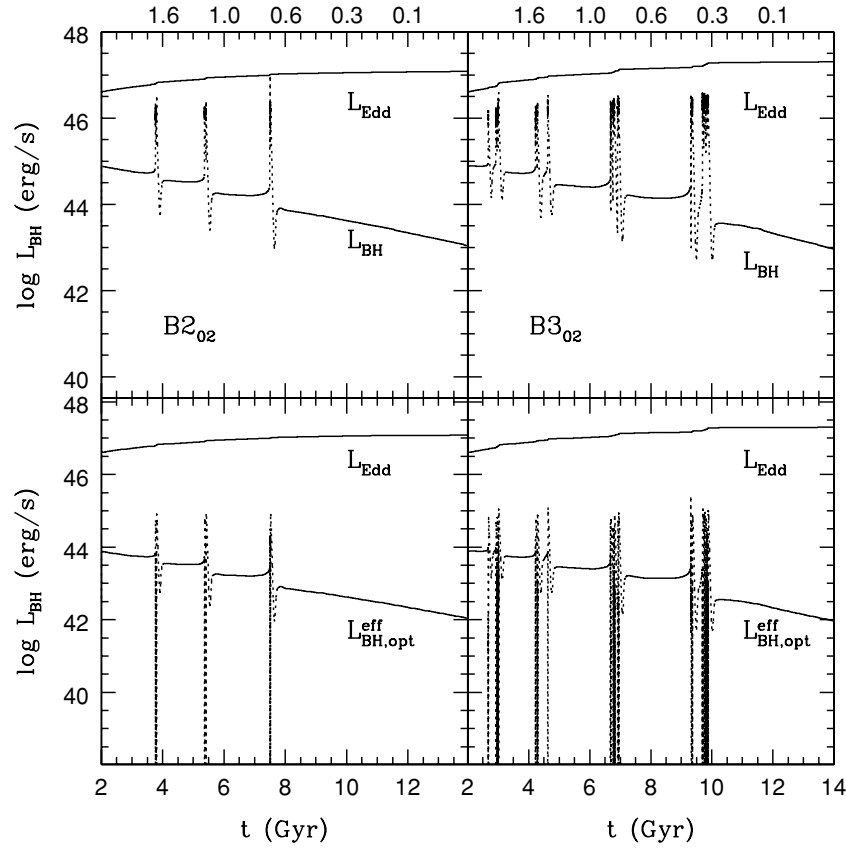 1.6 1.0 0.6 0.3 0.1 1.6 1.0 0.6 0.3 0.1
48
46
44
42
40
log L_BH (erg/s)
L_Edd
L_BH
B2_02
L_Edd
L_BH
B3_02
48
46
44
42
40
log L_BH (erg/s)
L_Edd
L^eff_BH,opt
L_Edd
L^eff_BH,opt
2 4 6 8 10 12 2 4 6 8 10 12 14
t (Gyr) t (Gyr)